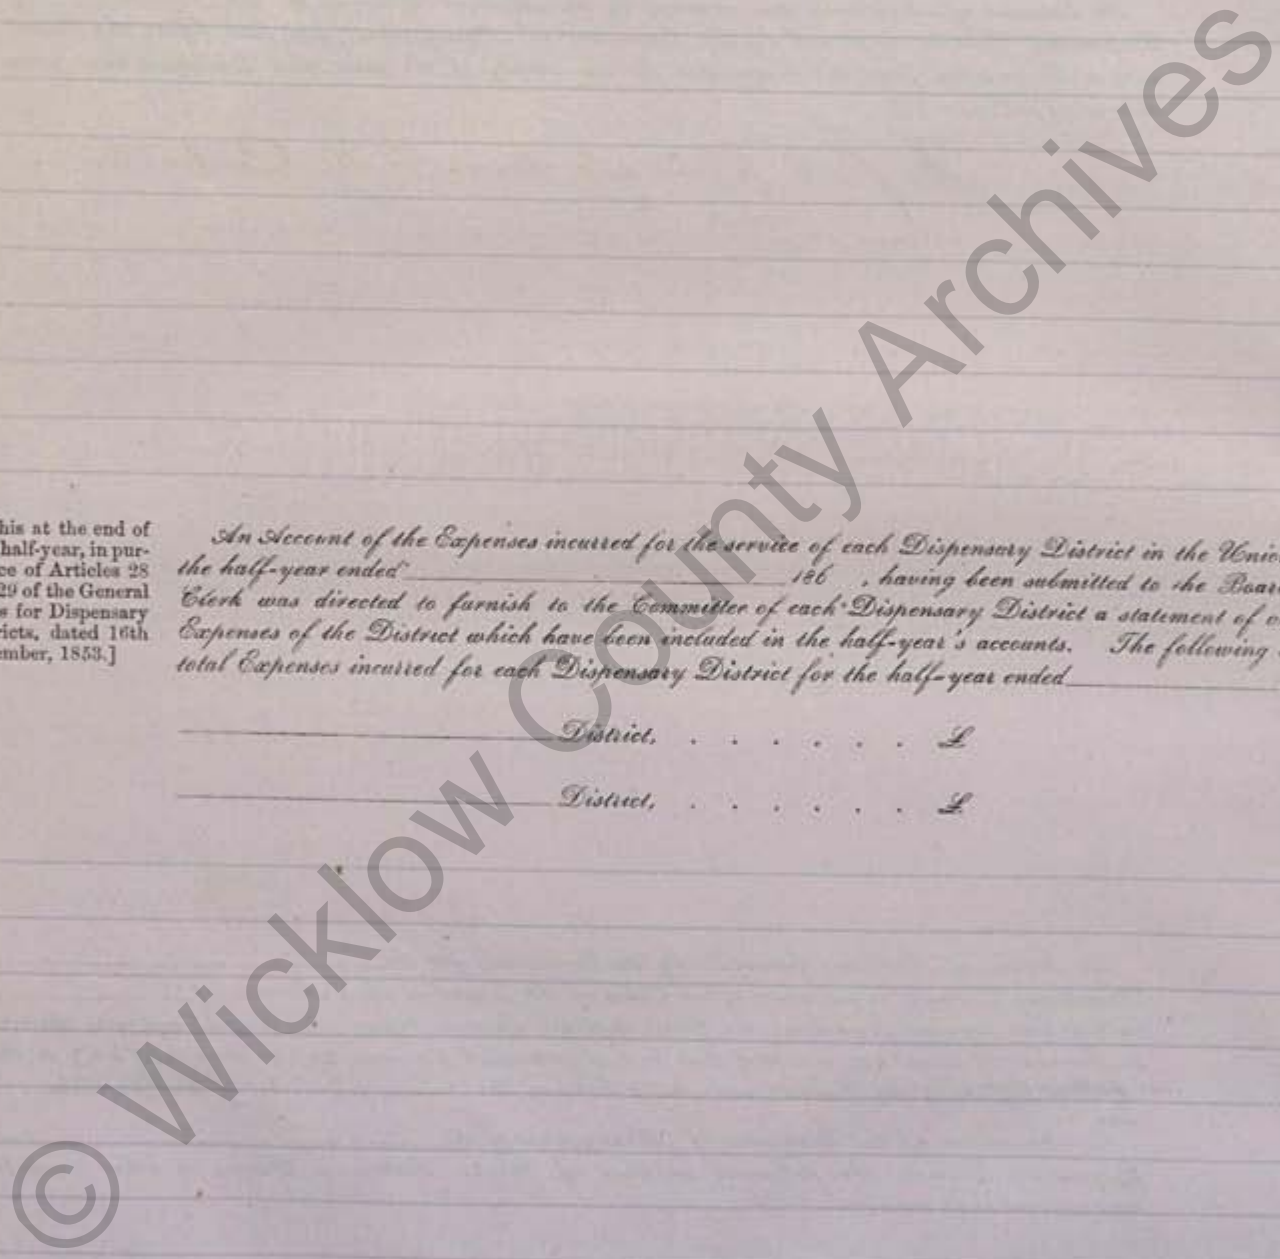 his at the end of
half-year, in pur-
ce of Articles 28
29 of the General
s for Dispensary
ricts, dated 16th
ember, 1853.]
An Account of the Expenses incurred for the service of each Dispensary District in the Unio
the half-year ended 186 , having been submitted to the Boar
Clerk was directed to furnish to the Committee of each Dispensary District a statement of
Expenses of the District which have been included in the half-year's accounts. The following
total Expenses incurred for each Dispensary District for the half-year ended
District, . . . . . . £
District, . . . . . . £
© Wicklow County Archives